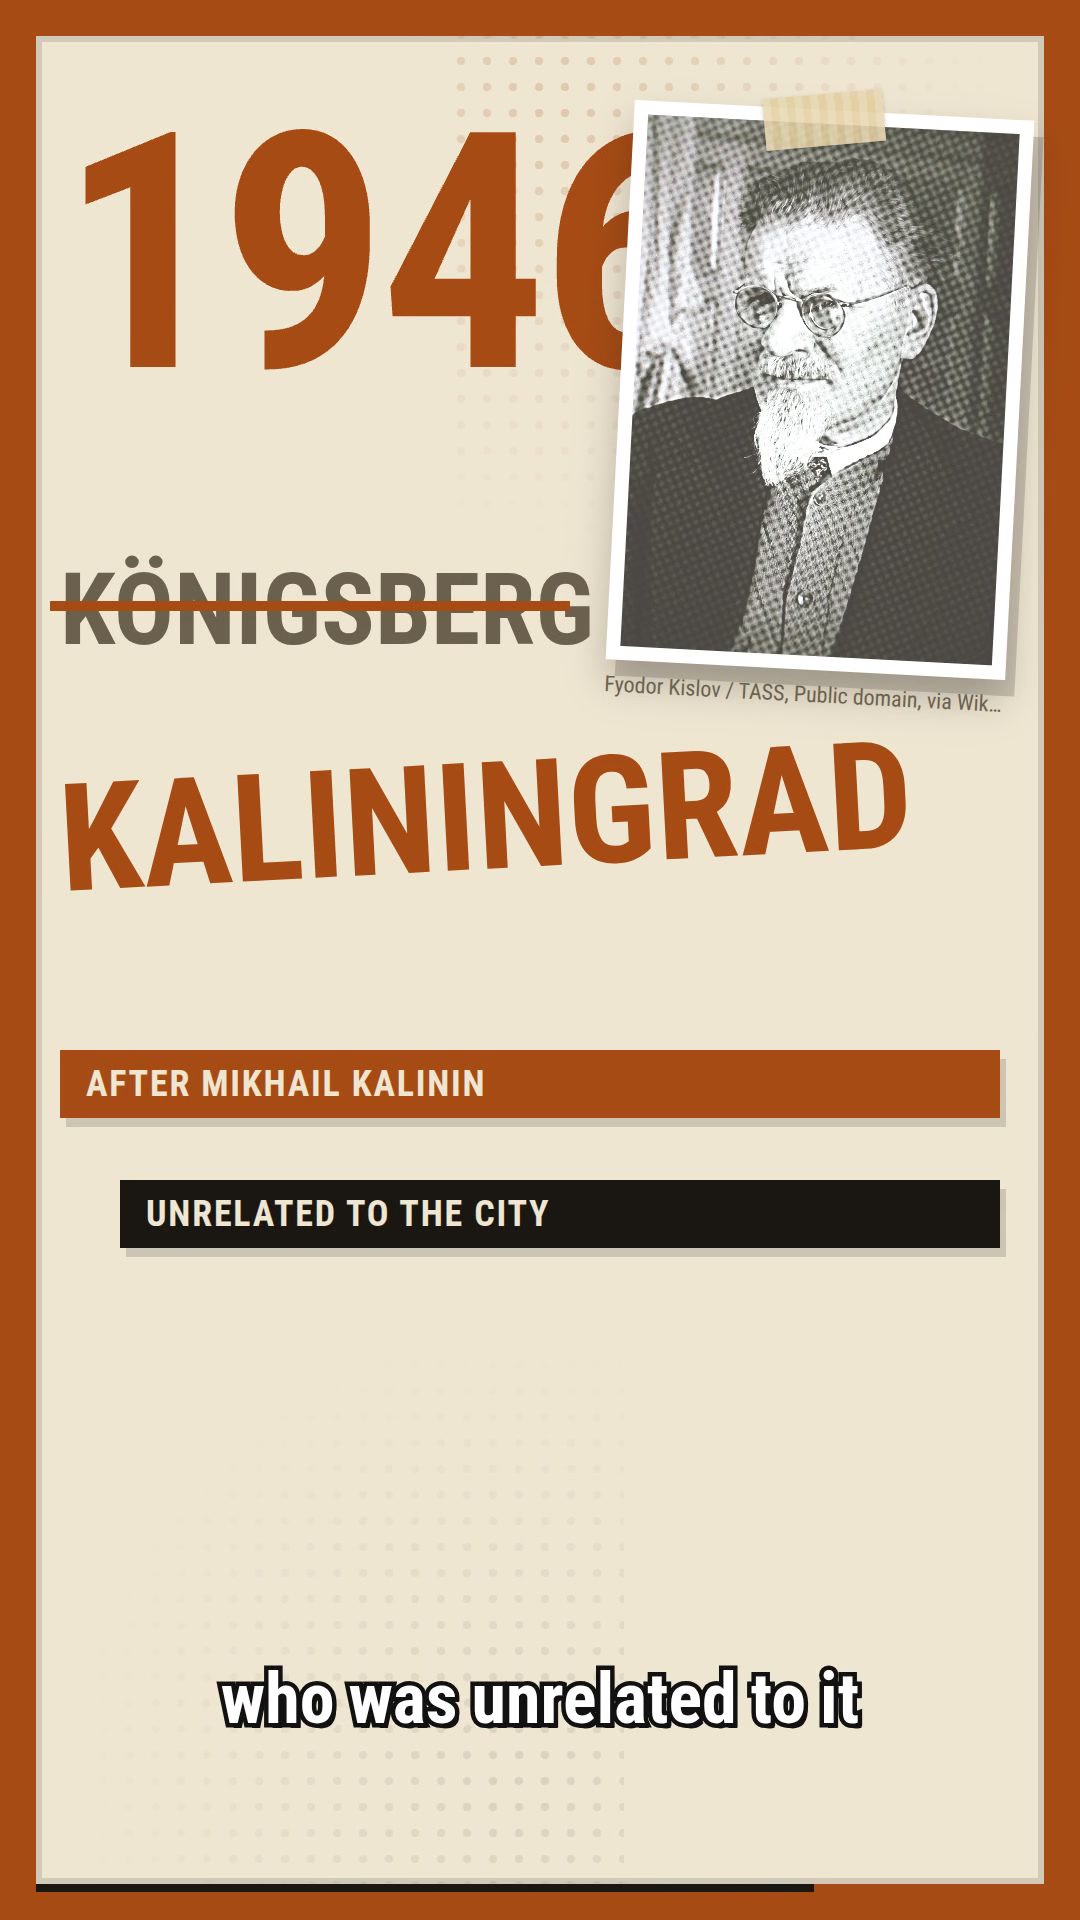 1946
KÖNIGSBERG
Fyodor Kislov / TASS, Public domain, via Wik…
KALININGRAD
AFTER MIKHAIL KALININ
UNRELATED TO THE CITY
who was unrelated to it